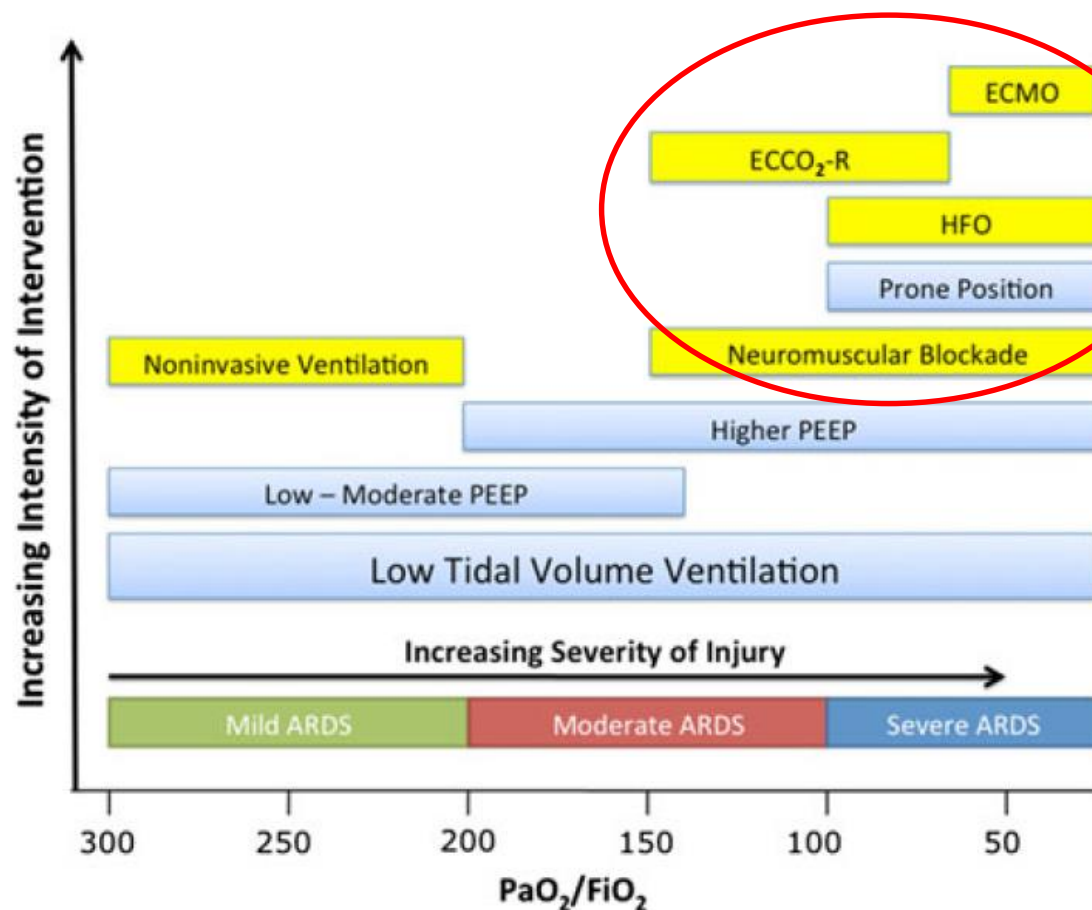 Increasing Intensity of Intervention
ECMO
ECCO₂-R
HFO
Prone Position
Noninvasive Ventilation
Neuromuscular Blockade
Higher PEEP
Low – Moderate PEEP
Low Tidal Volume Ventilation
Increasing Severity of Injury
Mild ARDS
Moderate ARDS
Severe ARDS
300
250
200
150
100
50
PaO₂/FiO₂